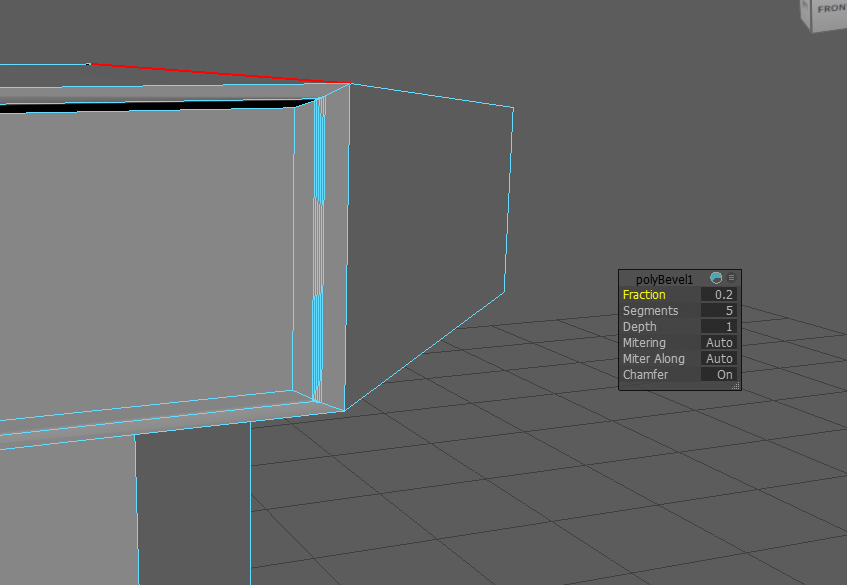 FRON
polyBevel1
Fraction 0.2
Segments 5
Depth 1
Mitering Auto
Miter Along Auto
Chamfer On